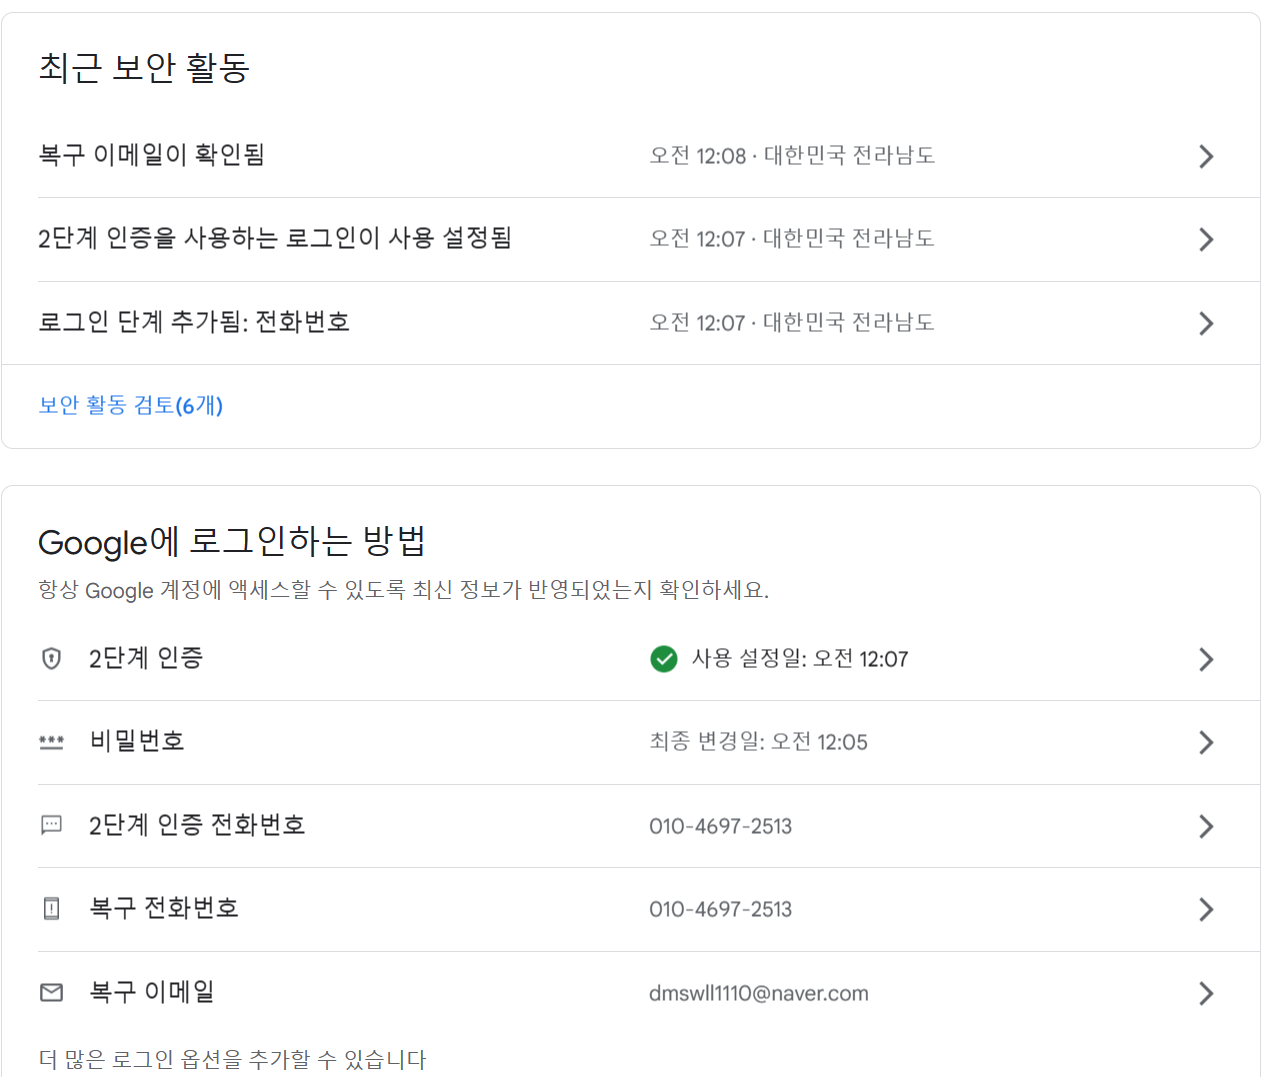 최근 보안 활동
복구 이메일이 확인됨
오전 12:08 · 대한민국 전라남도
2단계 인증을 사용하는 로그인이 사용 설정됨
오전 12:07 · 대한민국 전라남도
로그인 단계 추가됨: 전화번호
오전 12:07 · 대한민국 전라남도
보안 활동 검토(6개)
Google에 로그인하는 방법
항상 Google 계정에 액세스할 수 있도록 최신 정보가 반영되었는지 확인하세요.
2단계 인증
사용 설정일: 오전 12:07
비밀번호
최종 변경일: 오전 12:05
2단계 인증 전화번호
010-4697-2513
복구 전화번호
010-4697-2513
복구 이메일
dmswll1110@naver.com
더 많은 로그인 옵션을 추가할 수 있습니다